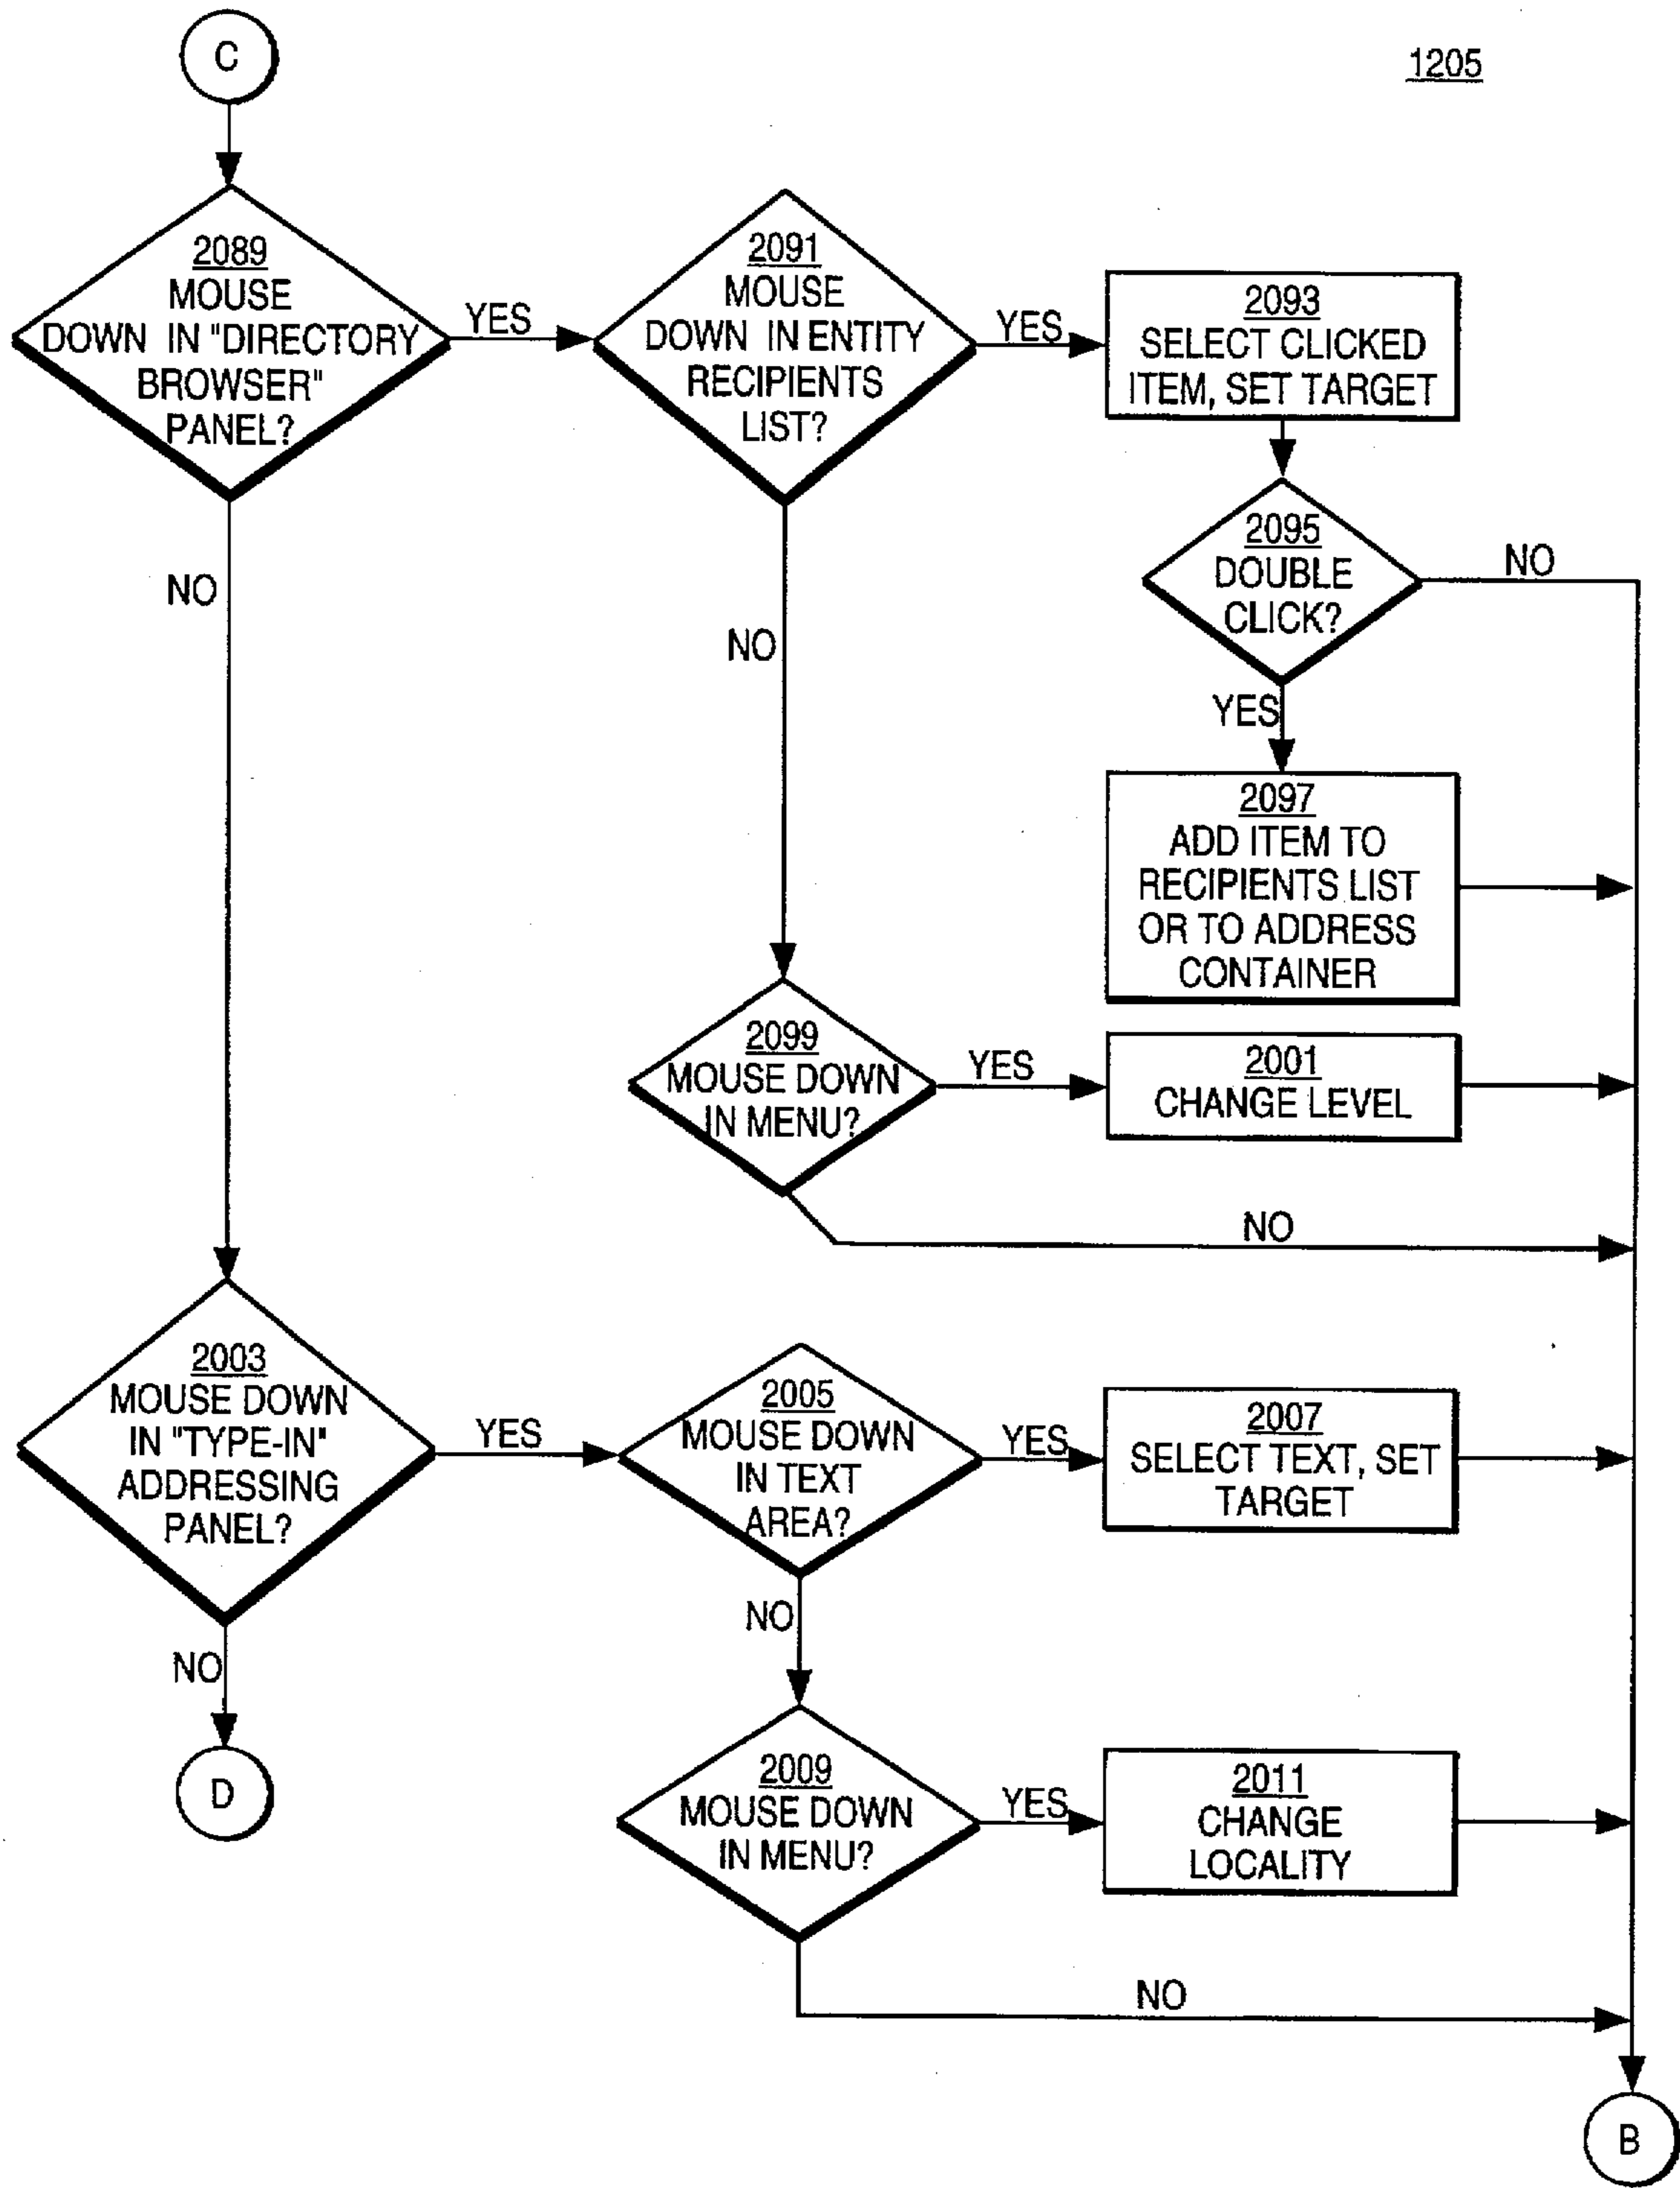 C
1205
2089
MOUSE
DOWN IN "DIRECTORY
BROWSER"
PANEL?
YES
NO
2091
MOUSE
DOWN IN ENTITY
RECIPIENTS
LIST?
YES
NO
2093
SELECT CLICKED
ITEM, SET TARGET
2095
DOUBLE
CLICK?
NO
YES
2097
ADD ITEM TO
RECIPIENTS LIST
OR TO ADDRESS
CONTAINER
2099
MOUSE DOWN
IN MENU?
YES
NO
2001
CHANGE LEVEL
2003
MOUSE DOWN
IN "TYPE-IN"
ADDRESSING
PANEL?
YES
NO
2005
MOUSE DOWN
IN TEXT
AREA?
YES
NO
2007
SELECT TEXT, SET
TARGET
2009
MOUSE DOWN
IN MENU?
YES
NO
2011
CHANGE
LOCALITY
D
B